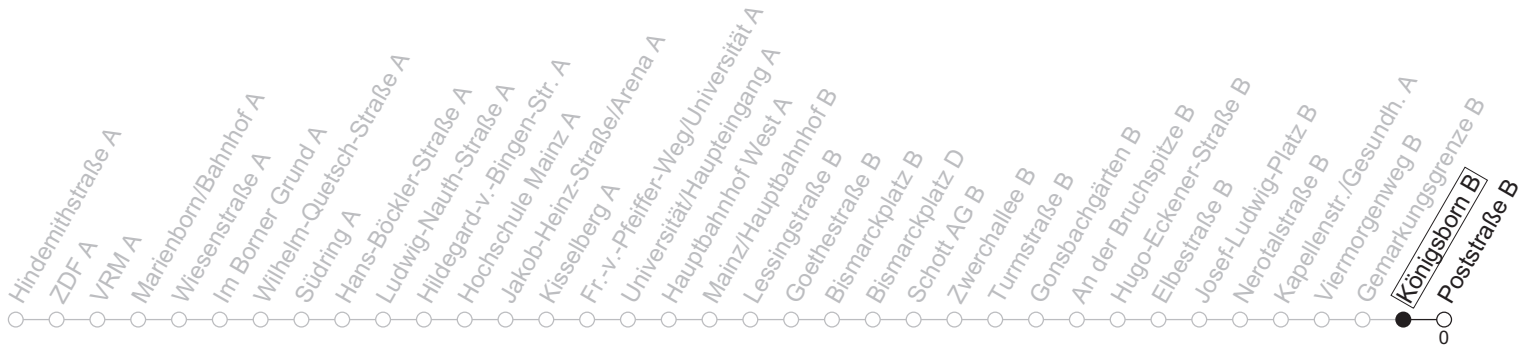 Hindemithstraße A
ZDF A
VRM A
Marienborn/Bahnhof A
Wiesenstraße A
Im Borner Grund A
Wilhelm-Quetsch-Straße A
Südring A
Hans-Böckler-Straße A
Ludwig-Nauth-Straße A
Hildegard-v.-Bingen-Str. A
Hochschule Mainz A
Jakob-Heinz-Straße/Arena A
Kisselberg A
Fr.-v.-Pfeiffer-Weg/Universität A
Universität/Haupteingang A
Hauptbahnhof West A
Mainz/Hauptbahnhof B
Lessingstraße B
Goethestraße B
Bismarckplatz B
Bismarckplatz D
Schott AG B
Zwerchallee B
Turmstraße B
Gonsbachgärten B
An der Bruchspitze B
Hugo-Eckener-Straße B
Elbestraße B
Josef-Ludwig-Platz B
Nerotalstraße B
Kapellenstr./Gesundh. A
Viermorgenweg B
Gemarkungsgrenze B
Königsborn B
Poststraße B
0